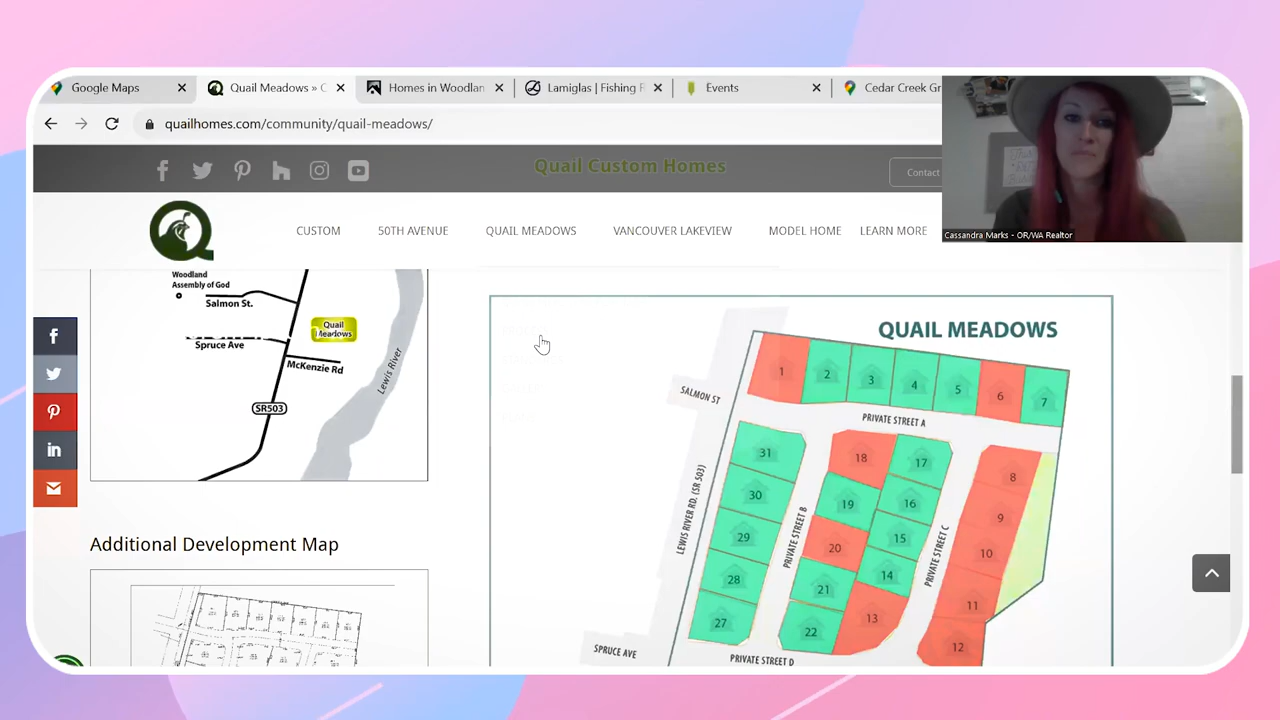 Google Maps
Quail Meadows » C
Homes in Woodlan
Lamiglas | Fishing F
Events
Cedar Creek Gr
quailhomes.com/community/quail-meadows/
Quail Custom Homes
Contact
CUSTOM
50TH AVENUE
QUAIL MEADOWS
VANCOUVER LAKEVIEW
MODEL HOME
LEARN MORE
Cassandra Marks - OR/WA Realtor
Woodland
Assembly of God
Salmon St.
Quail
Meadows
Spruce Ave
McKenzie Rd
Lewis River
SR503
Additional Development Map
QUAIL MEADOWS
SALMON ST
PRIVATE STREET A
LEWIS RIVER RD. (SR 503)
PRIVATE STREET B
PRIVATE STREET C
SPRUCE AVE
PRIVATE STREET D
1
2
3
4
5
6
7
31
18
17
8
30
19
16
9
29
20
15
10
28
21
14
11
27
22
13
12